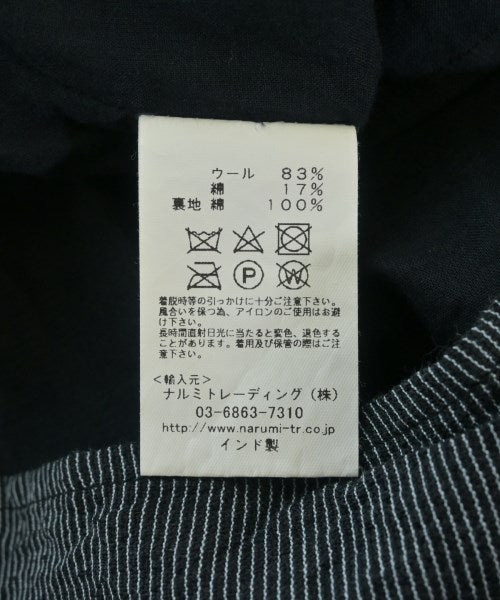 ウール 83%
綿 17%
裏地 綿 100%
P W
着脱時等の引っかけに十分ご注意下さい。
風合いを保つ為、アイロンのご使用はお避
け下さい。
長時間直射日光に当たると変色、退色する
ことがあります。着用及び保管の際はご注
意下さい。
<輸入元>
ナルミトレーディング(株)
03-6863-7310
http://www.narumi-tr.co.jp
インド製